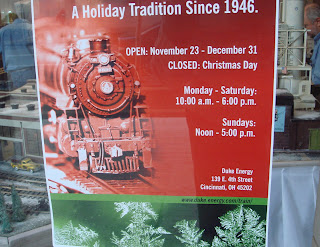 A Holiday Tradition Since 1946.
OPEN: November 23 - December 31
CLOSED: Christmas Day
Monday - Saturday:
10:00 a.m. - 6:00 p.m.
Sundays:
Noon - 5:00 p.m.
Duke Energy
139 E. 4th Street
Cincinnati, OH 45202
www.duke-energy.com/train/